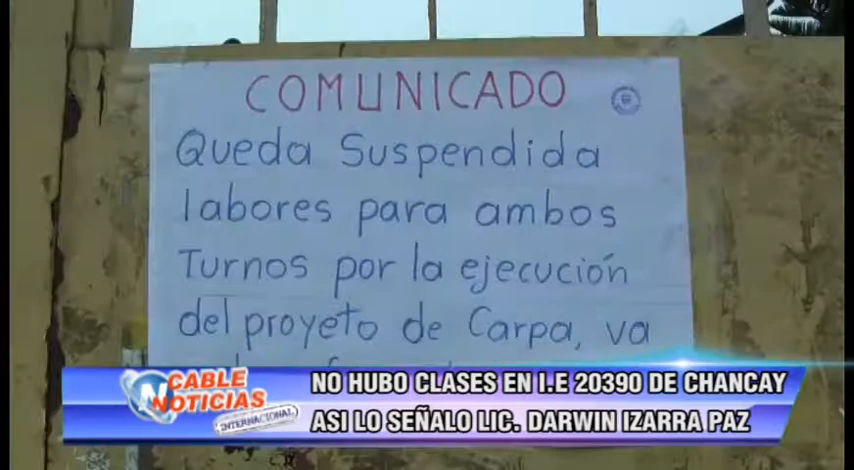 COMUNICADO
Queda Suspendida
labores para ambos
Turnos por la ejecución
del proyeto de Carpa, va
CABLE
NOTICIAS
INTERNACIONAL
NO HUBO CLASES EN I.E 20390 DE CHANCAY
ASI LO SEÑALO LIC. DARWIN IZARRA PAZ